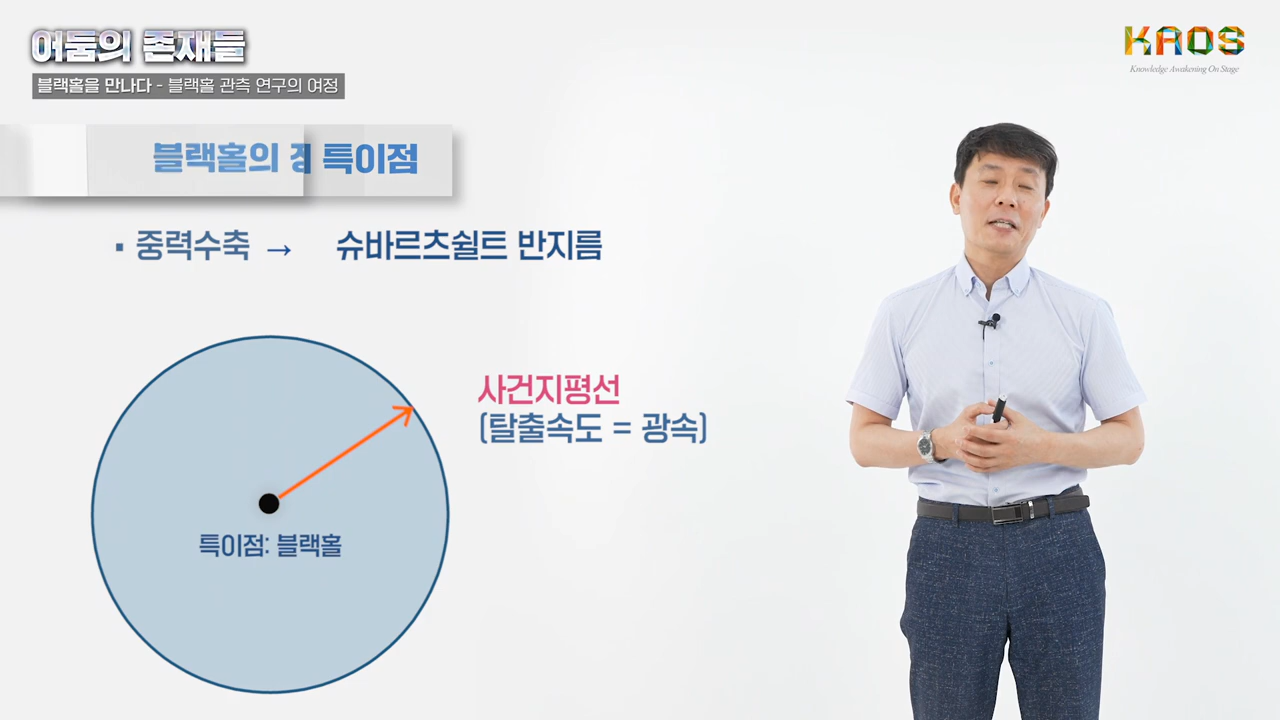 어둠의 존재들
블랙홀을 만나다 - 블랙홀 관측 연구의 여정
KAOS
Knowledge Awakening On Stage
블랙홀의 특이점
▪ 중력수축 → 슈바르츠쉴트 반지름
사건지평선
(탈출속도 = 광속)
특이점: 블랙홀